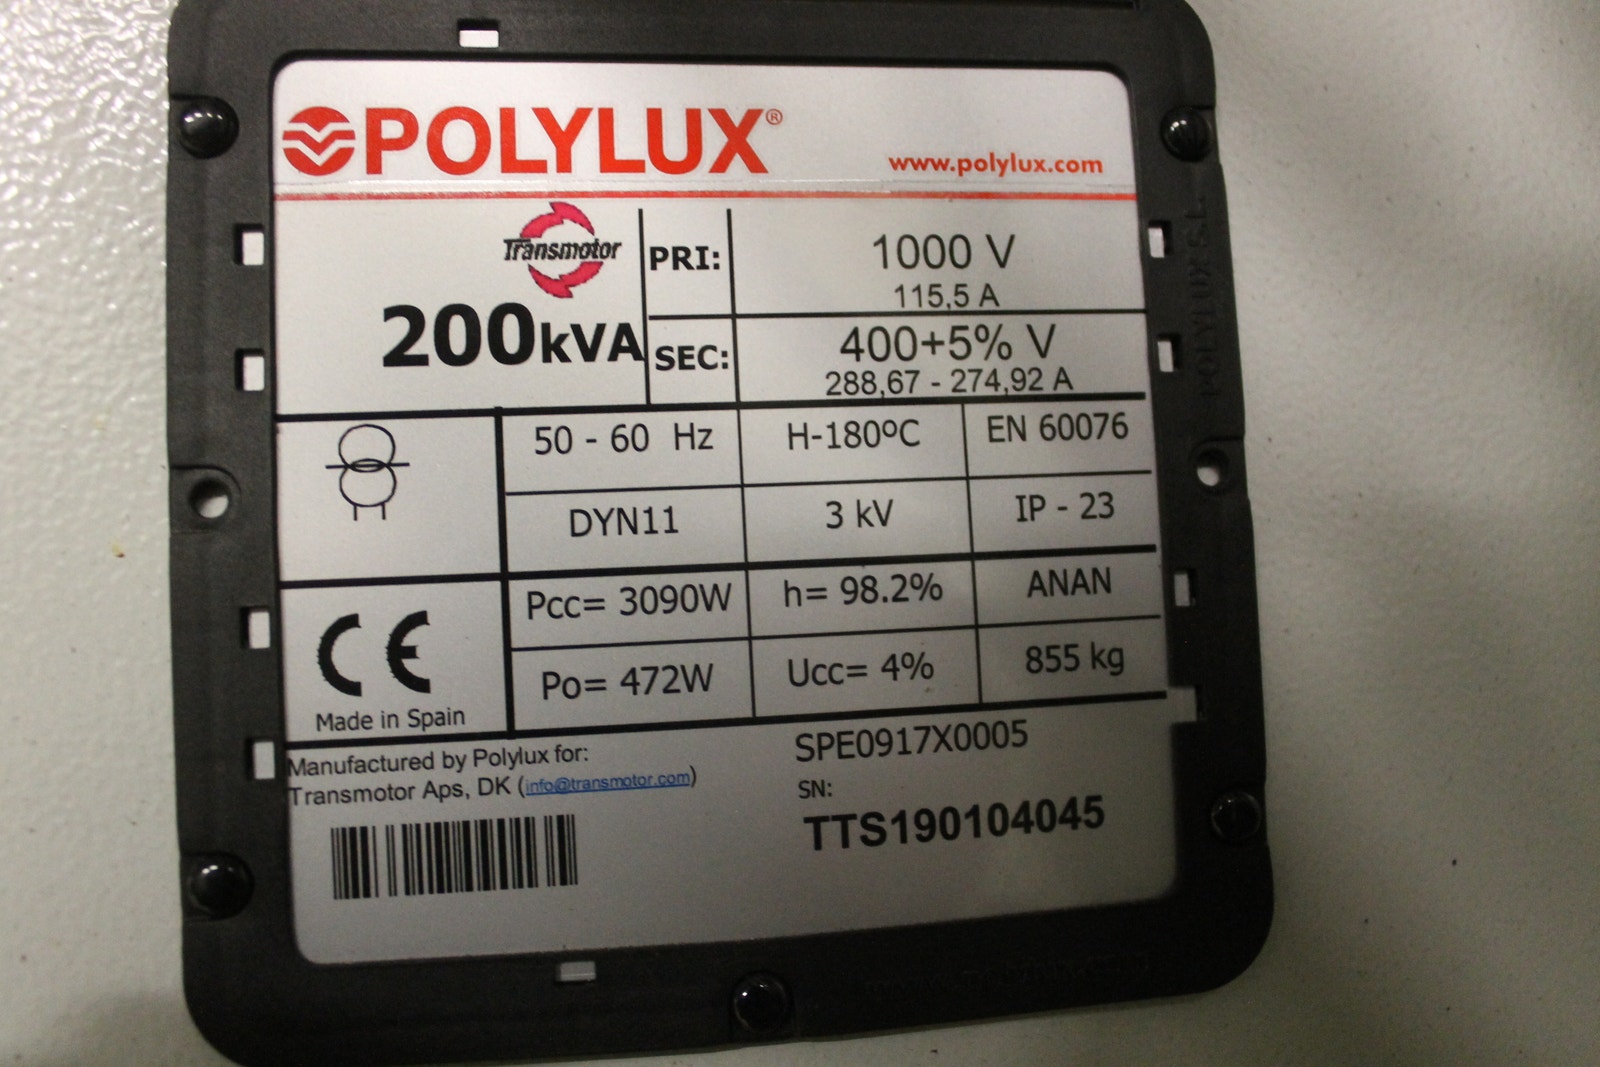 POLYLUX®
www.polylux.com
Transmotor
200kVA
PRI:
1000 V
115,5 A
SEC:
400+5% V
288,67 - 274,92 A
50 - 60 Hz
H-180ºC
EN 60076
DYN11
3 kV
IP - 23
Pcc= 3090W
h= 98.2%
ANAN
Po= 472W
Ucc= 4%
855 kg
CE
Made in Spain
Manufactured by Polylux for:
Transmotor Aps, DK (info@transmotor.com)
SPE0917X0005
SN:
TTS190104045
POLYLUX S.L.